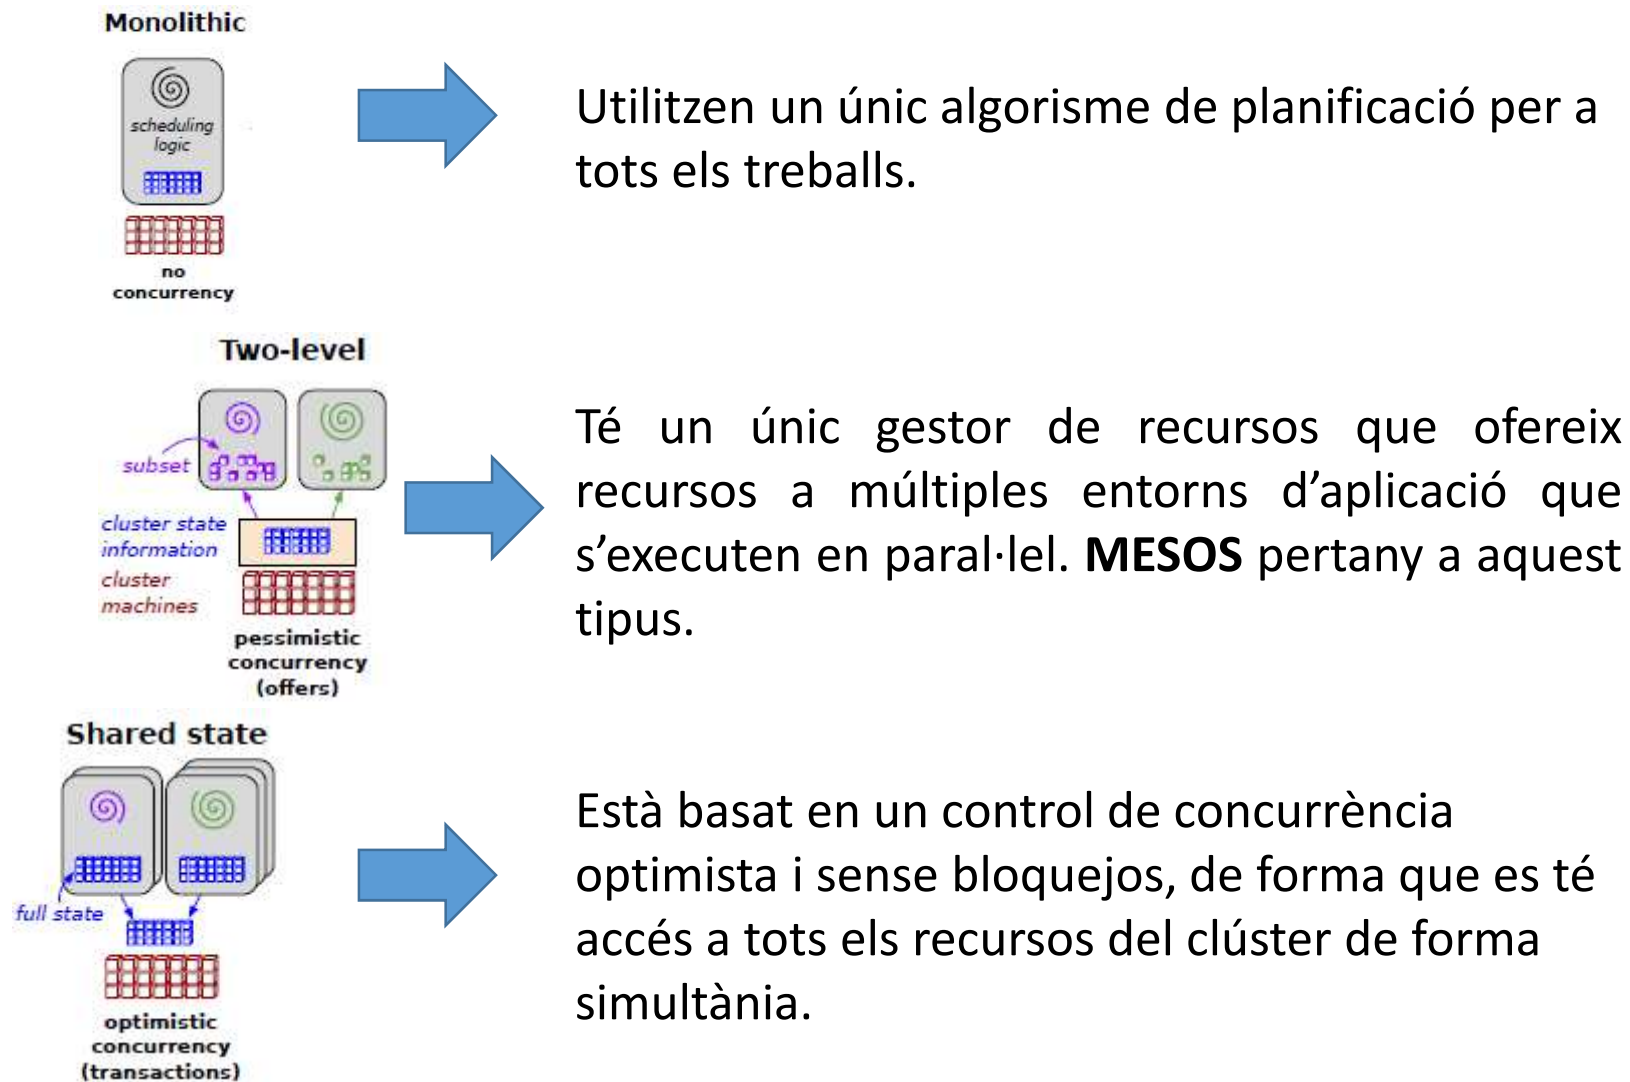 Monolithic
scheduling
logic
no
concurrency
Utilitzen un únic algorisme de planificació per a
tots els treballs.
Two-level
subset
cluster state
information
cluster
machines
pessimistic
concurrency
(offers)
Té un únic gestor de recursos que ofereix
recursos a múltiples entorns d’aplicació que
s’executen en paral·lel. MESOS pertany a aquest
tipus.
Shared state
full state
optimistic
concurrency
(transactions)
Està basat en un control de concurrència
optimista i sense bloquejos, de forma que es té
accés a tots els recursos del clúster de forma
simultània.